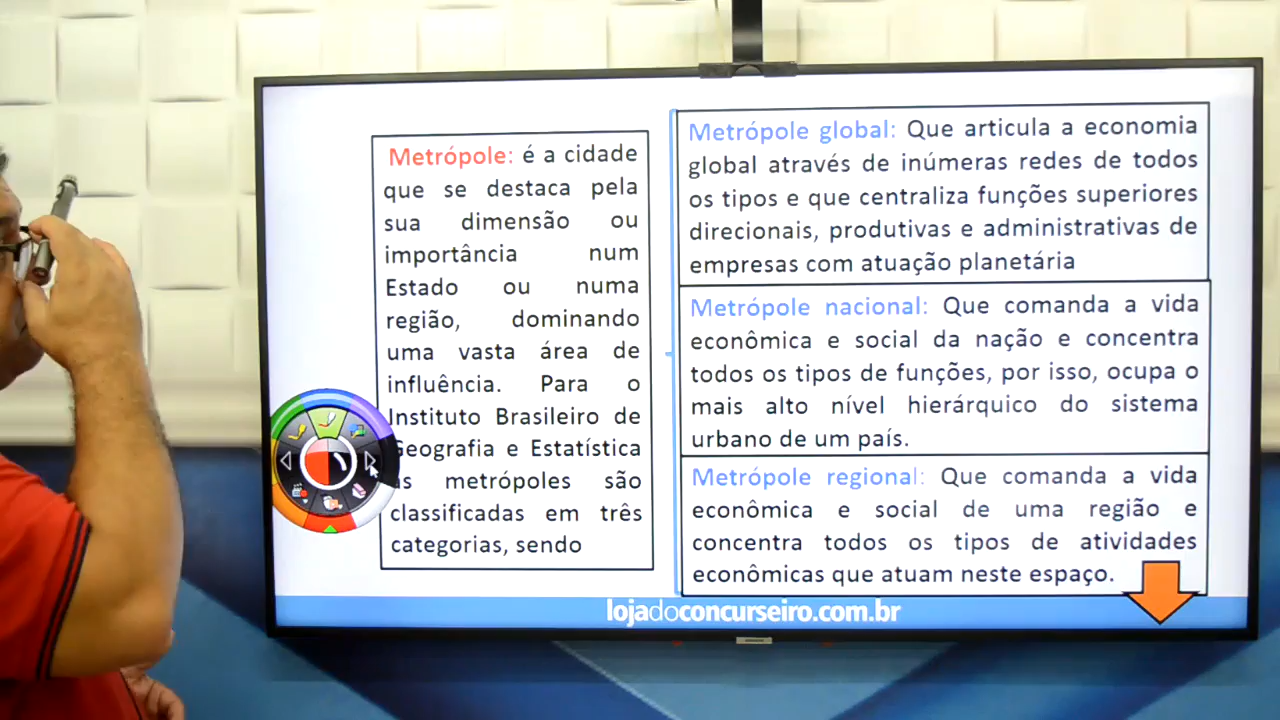 Metrópole: é a cidade
que se destaca pela
sua dimensão ou
importância num
Estado ou numa
região, dominando
uma vasta área de
influência. Para o
Instituto Brasileiro de
Geografia e Estatística
as metrópoles são
classificadas em três
categorias, sendo
Metrópole global: Que articula a economia
global através de inúmeras redes de todos
os tipos e que centraliza funções superiores
direcionais, produtivas e administrativas de
empresas com atuação planetária
Metrópole nacional: Que comanda a vida
econômica e social da nação e concentra
todos os tipos de funções, por isso, ocupa o
mais alto nível hierárquico do sistema
urbano de um país.
Metrópole regional: Que comanda a vida
econômica e social de uma região e
concentra todos os tipos de atividades
econômicas que atuam neste espaço.
lojadoconcurseiro.com.br